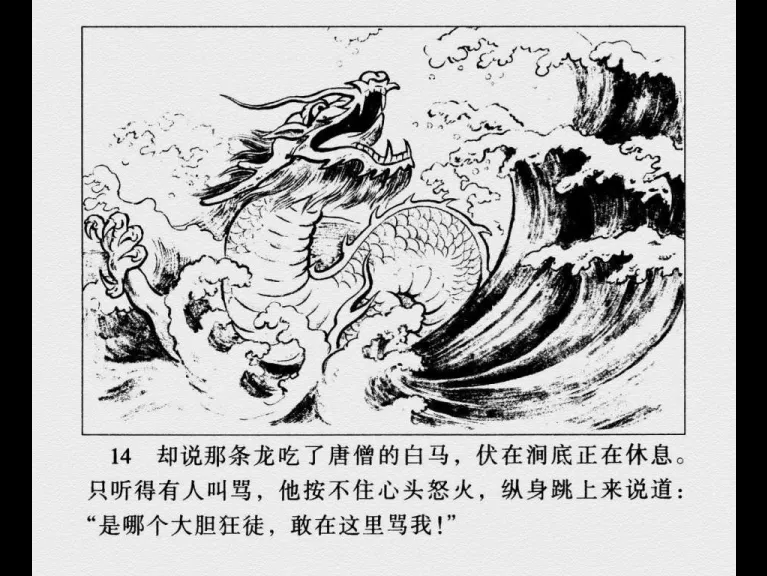 14 却说那条龙吃了唐僧的白马，伏在涧底正在休息。
只听得有人叫骂，他按不住心头怒火，纵身跳上来说道：
“是哪个大胆狂徒，敢在这里骂我！”